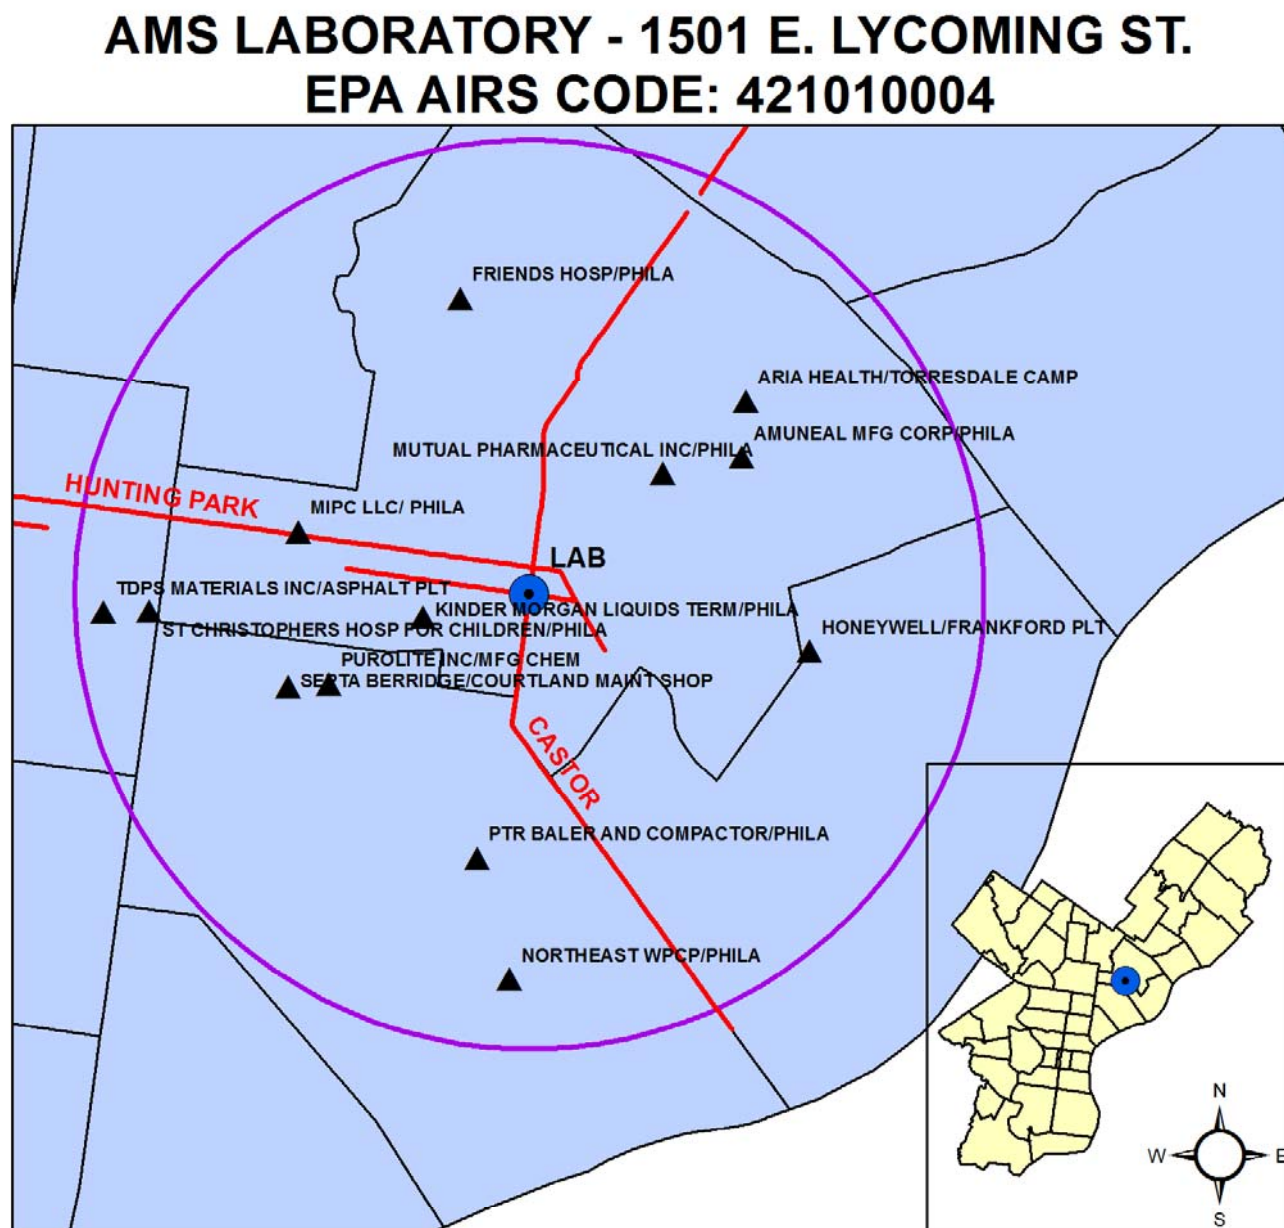 AMS LABORATORY - 1501 E. LYCOMING ST.
EPA AIRS CODE: 421010004
FRIENDS HOSP/PHILA
ARIA HEALTH/TORRESDALE CAMP
AMUNEAL MFG CORP/PHILA
MUTUAL PHARMACEUTICAL INC/PHILA
HUNTING PARK
MIPC LLC/ PHILA
LAB
TDPS MATERIALS INC/ASPHALT PLT
KINDER MORGAN LIQUIDS TERM/PHILA
ST CHRISTOPHERS HOSP FOR CHILDREN/PHILA
HONEYWELL/FRANKFORD PLT
PUROLITE INC/MFG CHEM
SEPTA BERRIDGE/COURTLAND MAINT SHOP
CASTOR
PTR BALER AND COMPACTOR/PHILA
NORTHEAST WPCP/PHILA
N
W
E
S